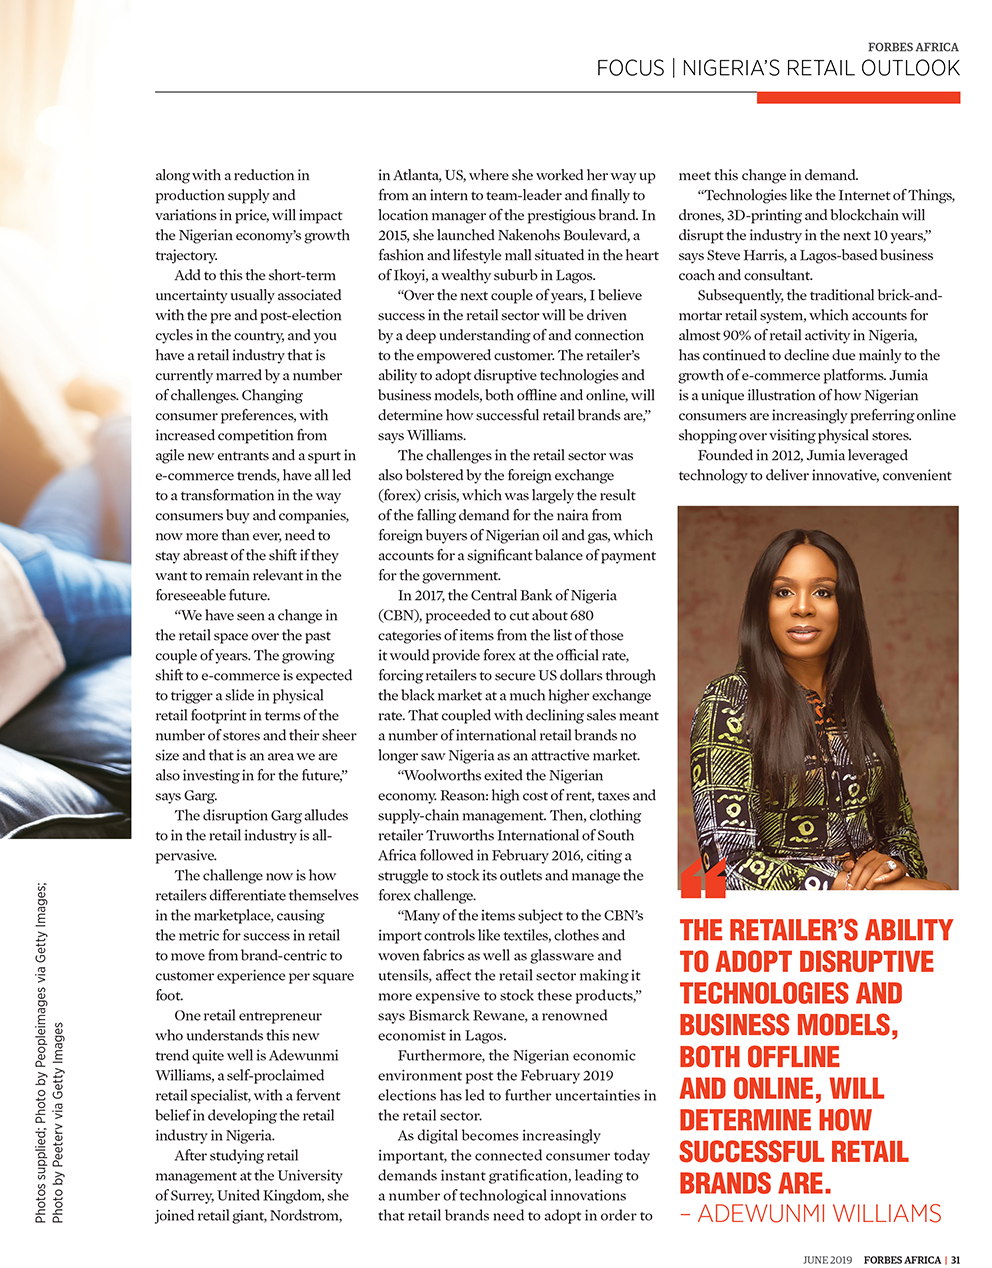 FORBES AFRICA
FOCUS | NIGERIA'S RETAIL OUTLOOK
along with a reduction in
production supply and
variations in price, will impact
the Nigerian economy's growth
trajectory.
Add to this the short-term
uncertainty usually associated
with the pre and post-election
cycles in the country, and you
have a retail industry that is
currently marred by a number
of challenges. Changing
consumer preferences, with
increased competition from
agile new entrants and a spurt in
e-commerce trends, have all led
to a transformation in the way
consumers buy and companies,
now more than ever, need to
stay abreast of the shift if they
want to remain relevant in the
foreseeable future.
“We have seen a change in
the retail space over the past
couple of years. The growing
shift to e-commerce is expected
to trigger a slide in physical
retail footprint in terms of the
number of stores and their sheer
size and that is an area we are
also investing in for the future,”
says Garg.
The disruption Garg alludes
to in the retail industry is all-
pervasive.
The challenge now is how
retailers differentiate themselves
in the marketplace, causing
the metric for success in retail
to move from brand-centric to
customer experience per square
foot.
One retail entrepreneur
who understands this new
trend quite well is Adewunmi
Williams, a self-proclaimed
retail specialist, with a fervent
belief in developing the retail
industry in Nigeria.
After studying retail
management at the University
of Surrey, United Kingdom, she
joined retail giant, Nordstrom,
in Atlanta, US, where she worked her way up
from an intern to team-leader and finally to
location manager of the prestigious brand. In
2015, she launched Nakenohs Boulevard, a
fashion and lifestyle mall situated in the heart
of Ikoyi, a wealthy suburb in Lagos.
“Over the next couple of years, I believe
success in the retail sector will be driven
by a deep understanding of and connection
to the empowered customer. The retailer's
ability to adopt disruptive technologies and
business models, both offline and online, will
determine how successful retail brands are,”
says Williams.
The challenges in the retail sector was
also bolstered by the foreign exchange
(forex) crisis, which was largely the result
of the falling demand for the naira from
foreign buyers of Nigerian oil and gas, which
accounts for a significant balance of payment
for the government.
In 2017, the Central Bank of Nigeria
(CBN), proceeded to cut about 680
categories of items from the list of those
it would provide forex at the official rate,
forcing retailers to secure US dollars through
the black market at a much higher exchange
rate. That coupled with declining sales meant
a number of international retail brands no
longer saw Nigeria as an attractive market.
“Woolworths exited the Nigerian
economy. Reason: high cost of rent, taxes and
supply-chain management. Then, clothing
retailer Truworths International of South
Africa followed in February 2016, citing a
struggle to stock its outlets and manage the
forex challenge.
“Many of the items subject to the CBN's
import controls like textiles, clothes and
woven fabrics as well as glassware and
utensils, affect the retail sector making it
more expensive to stock these products,”
says Bismarck Rewane, a renowned
economist in Lagos.
Furthermore, the Nigerian economic
environment post the February 2019
elections has led to further uncertainties in
the retail sector.
As digital becomes increasingly
important, the connected consumer today
demands instant gratification, leading to
a number of technological innovations
that retail brands need to adopt in order to
meet this change in demand.
“Technologies like the Internet of Things,
drones, 3D-printing and blockchain will
disrupt the industry in the next 10 years,”
says Steve Harris, a Lagos-based business
coach and consultant.
Subsequently, the traditional brick-and-
mortar retail system, which accounts for
almost 90% of retail activity in Nigeria,
has continued to decline due mainly to the
growth of e-commerce platforms. Jumia
is a unique illustration of how Nigerian
consumers are increasingly preferring online
shopping over visiting physical stores.
Founded in 2012, Jumia leveraged
technology to deliver innovative, convenient
“
THE RETAILER'S ABILITY
TO ADOPT DISRUPTIVE
TECHNOLOGIES AND
BUSINESS MODELS,
BOTH OFFLINE
AND ONLINE, WILL
DETERMINE HOW
SUCCESSFUL RETAIL
BRANDS ARE.
– ADEWUNMI WILLIAMS
Photos supplied; Photo by Peopleimages via Getty Images;
Photo by Peeterv via Getty Images
JUNE 2019 FORBES AFRICA | 31